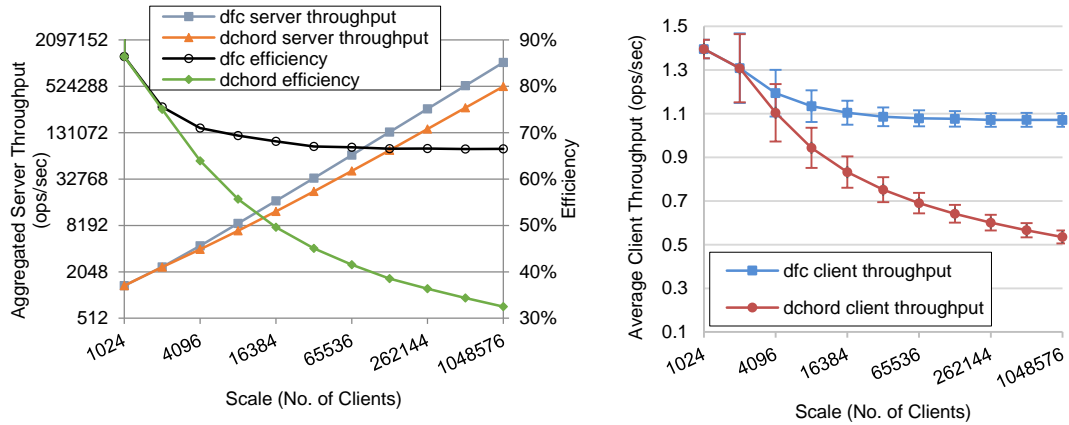 dfc server throughput
dchord server throughput
dfc efficiency
dchord efficiency
Aggregated Server Throughput
(ops/sec)
2097152
524288
131072
32768
8192
2048
512
90%
80%
70%
60%
50%
40%
30%
Efficiency
1024
4096
16384
65536
262144
1048576
Scale (No. of Clients)
Average Client Throughput (ops/sec)
1.5
1.3
1.1
0.9
0.7
0.5
0.3
0.1
dfc client throughput
dchord client throughput
1024
4096
16384
65536
262144
1048576
Scale (No. of Clients)